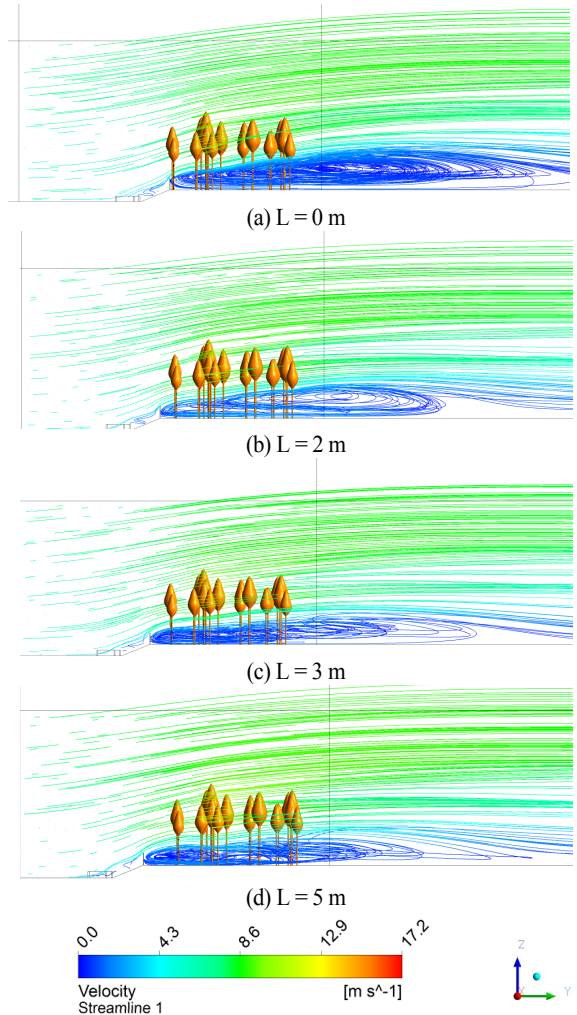 (a) L = 0 m
(b) L = 2 m
(c) L = 3 m
(d) L = 5 m
0.0 4.3 8.6 12.9 17.2
Velocity [m s^-1]
Streamline 1
Z
X Y